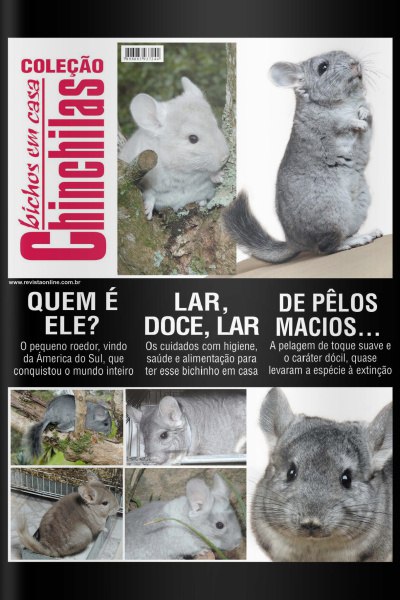 COLEÇÃO
bichos em casa
Chinchilas
www.revistaonline.com.br
QUEM É
ELE?
O pequeno roedor, vindo
da Ámerica do Sul, que
conquistou o mundo inteiro
LAR,
DOCE, LAR
Os cuidados com higiene,
saúde e alimentação para
ter esse bichinho em casa
DE PÊLOS
MACIOS...
A pelagem de toque suave e
o caráter dócil, quase
levaram a espécie à extinção